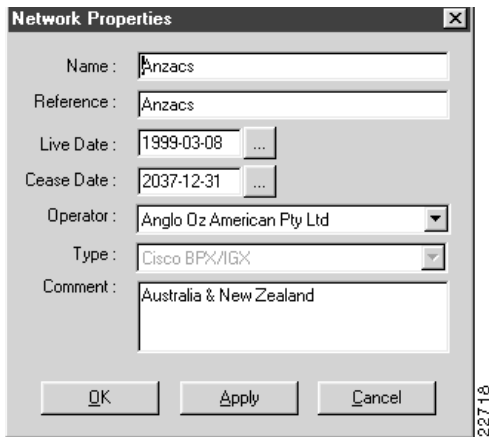 Network Properties
Name : Anzacs
Reference : Anzacs
Live Date : 1999-03-08 ...
Cease Date : 2037-12-31 ...
Operator : Anglo Oz American Pty Ltd
Type : Cisco BPX/IGX
Comment : Australia & New Zealand
OK Apply Cancel
22718